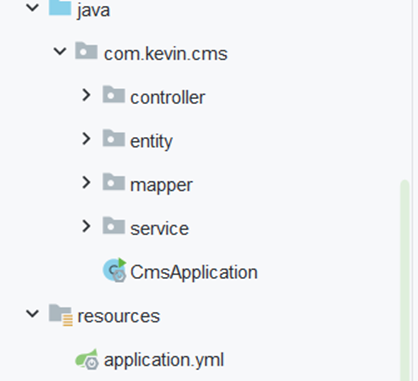 java
com.kevin.cms
controller
entity
mapper
service
CmsApplication
resources
application.yml